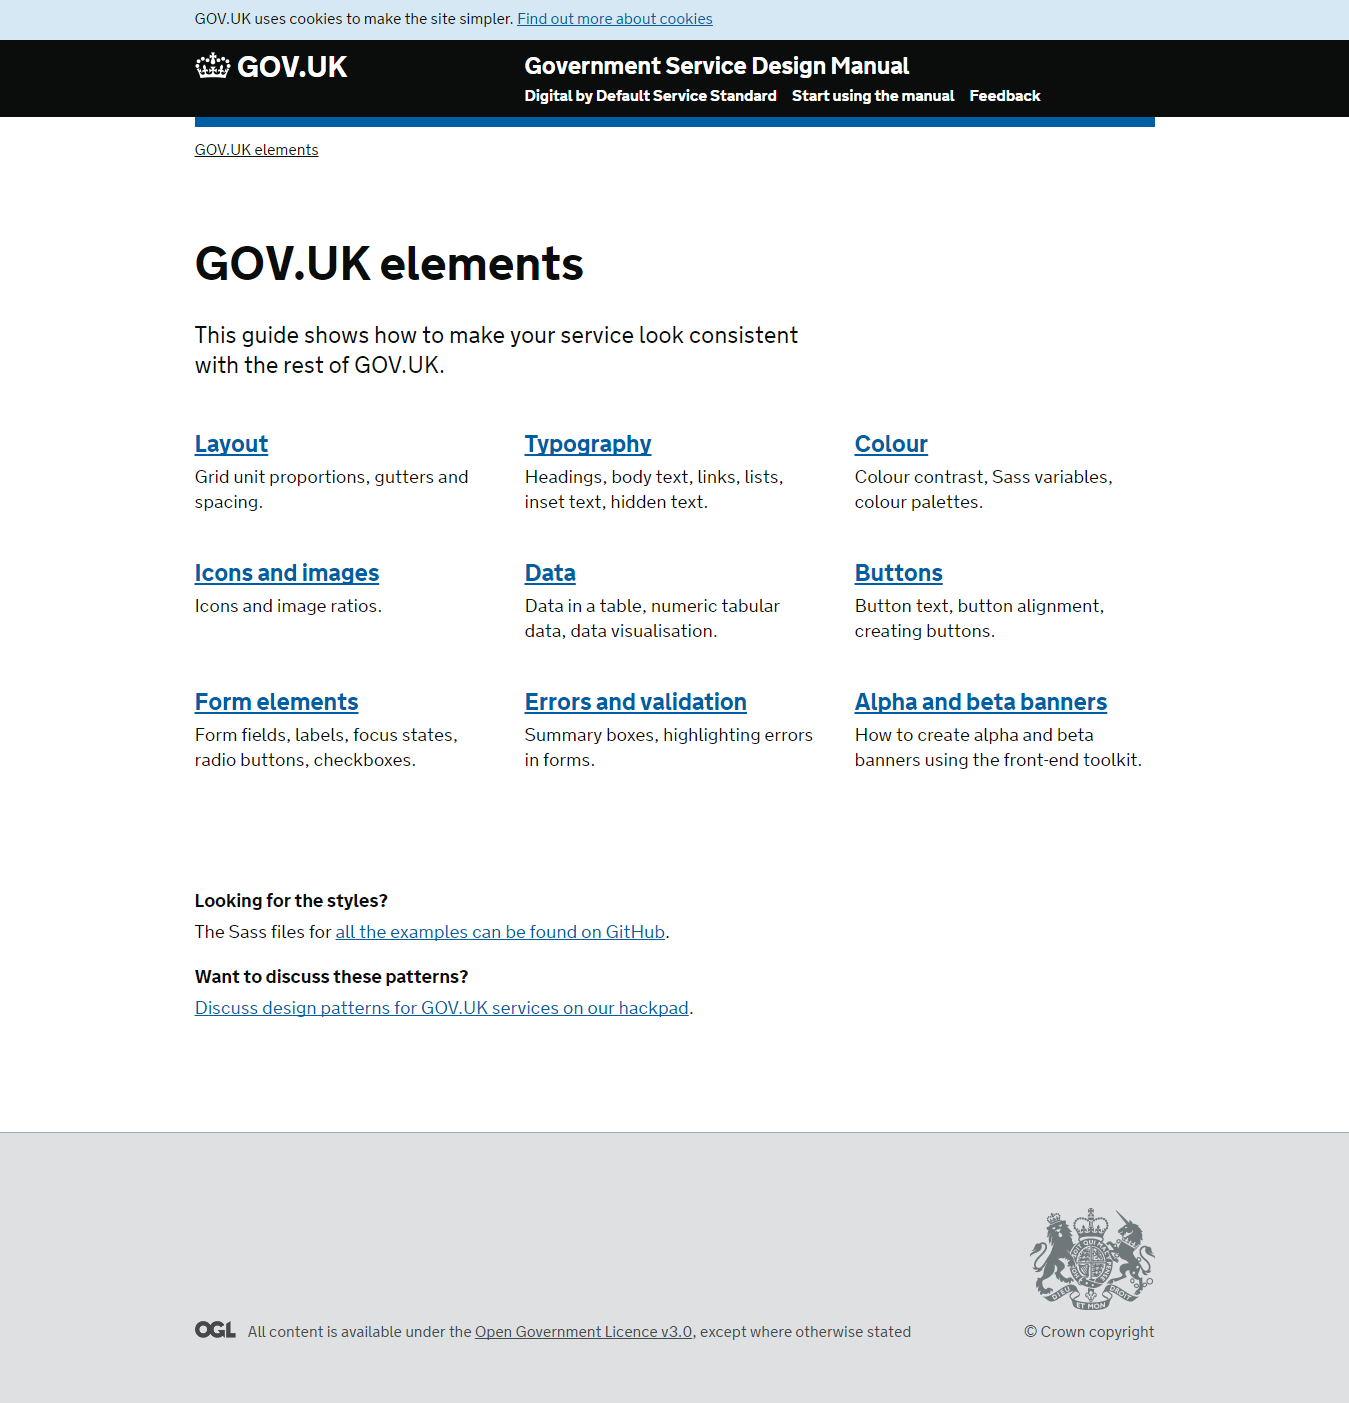 GOV.UK uses cookies to make the site simpler. Find out more about cookies
GOV.UK
Government Service Design Manual
Digital by Default Service Standard Start using the manual Feedback
GOV.UK elements
GOV.UK elements
This guide shows how to make your service look consistent
with the rest of GOV.UK.
Layout
Grid unit proportions, gutters and
spacing.
Typography
Headings, body text, links, lists,
inset text, hidden text.
Colour
Colour contrast, Sass variables,
colour palettes.
Icons and images
Icons and image ratios.
Data
Data in a table, numeric tabular
data, data visualisation.
Buttons
Button text, button alignment,
creating buttons.
Form elements
Form fields, labels, focus states,
radio buttons, checkboxes.
Errors and validation
Summary boxes, highlighting errors
in forms.
Alpha and beta banners
How to create alpha and beta
banners using the front-end toolkit.
Looking for the styles?
The Sass files for all the examples can be found on GitHub.
Want to discuss these patterns?
Discuss design patterns for GOV.UK services on our hackpad.
DIEU ET MON DROIT
OGL All content is available under the Open Government Licence v3.0, except where otherwise stated
© Crown copyright